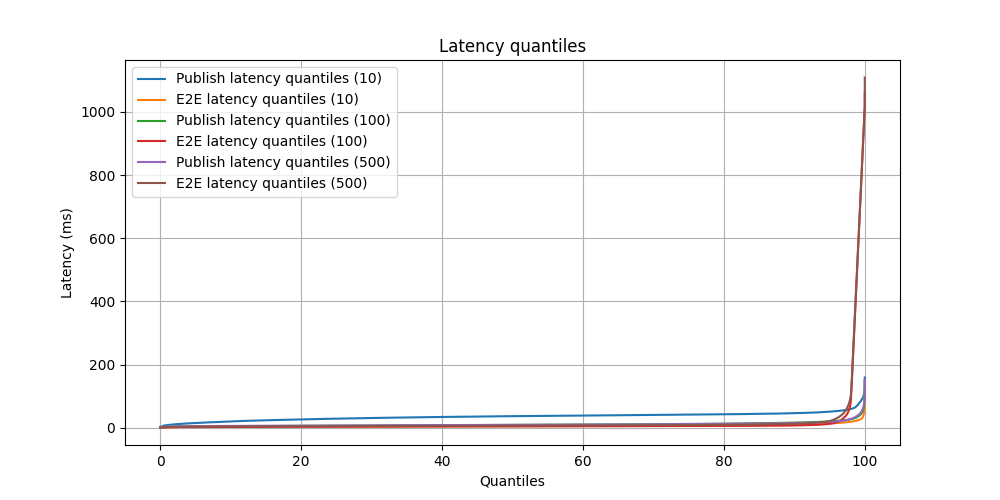 Latency quantiles
Publish latency quantiles (10)
E2E latency quantiles (10)
Publish latency quantiles (100)
E2E latency quantiles (100)
Publish latency quantiles (500)
E2E latency quantiles (500)
Latency (ms)
1000
800
600
400
200
0
0 20 40 60 80 100
Quantiles